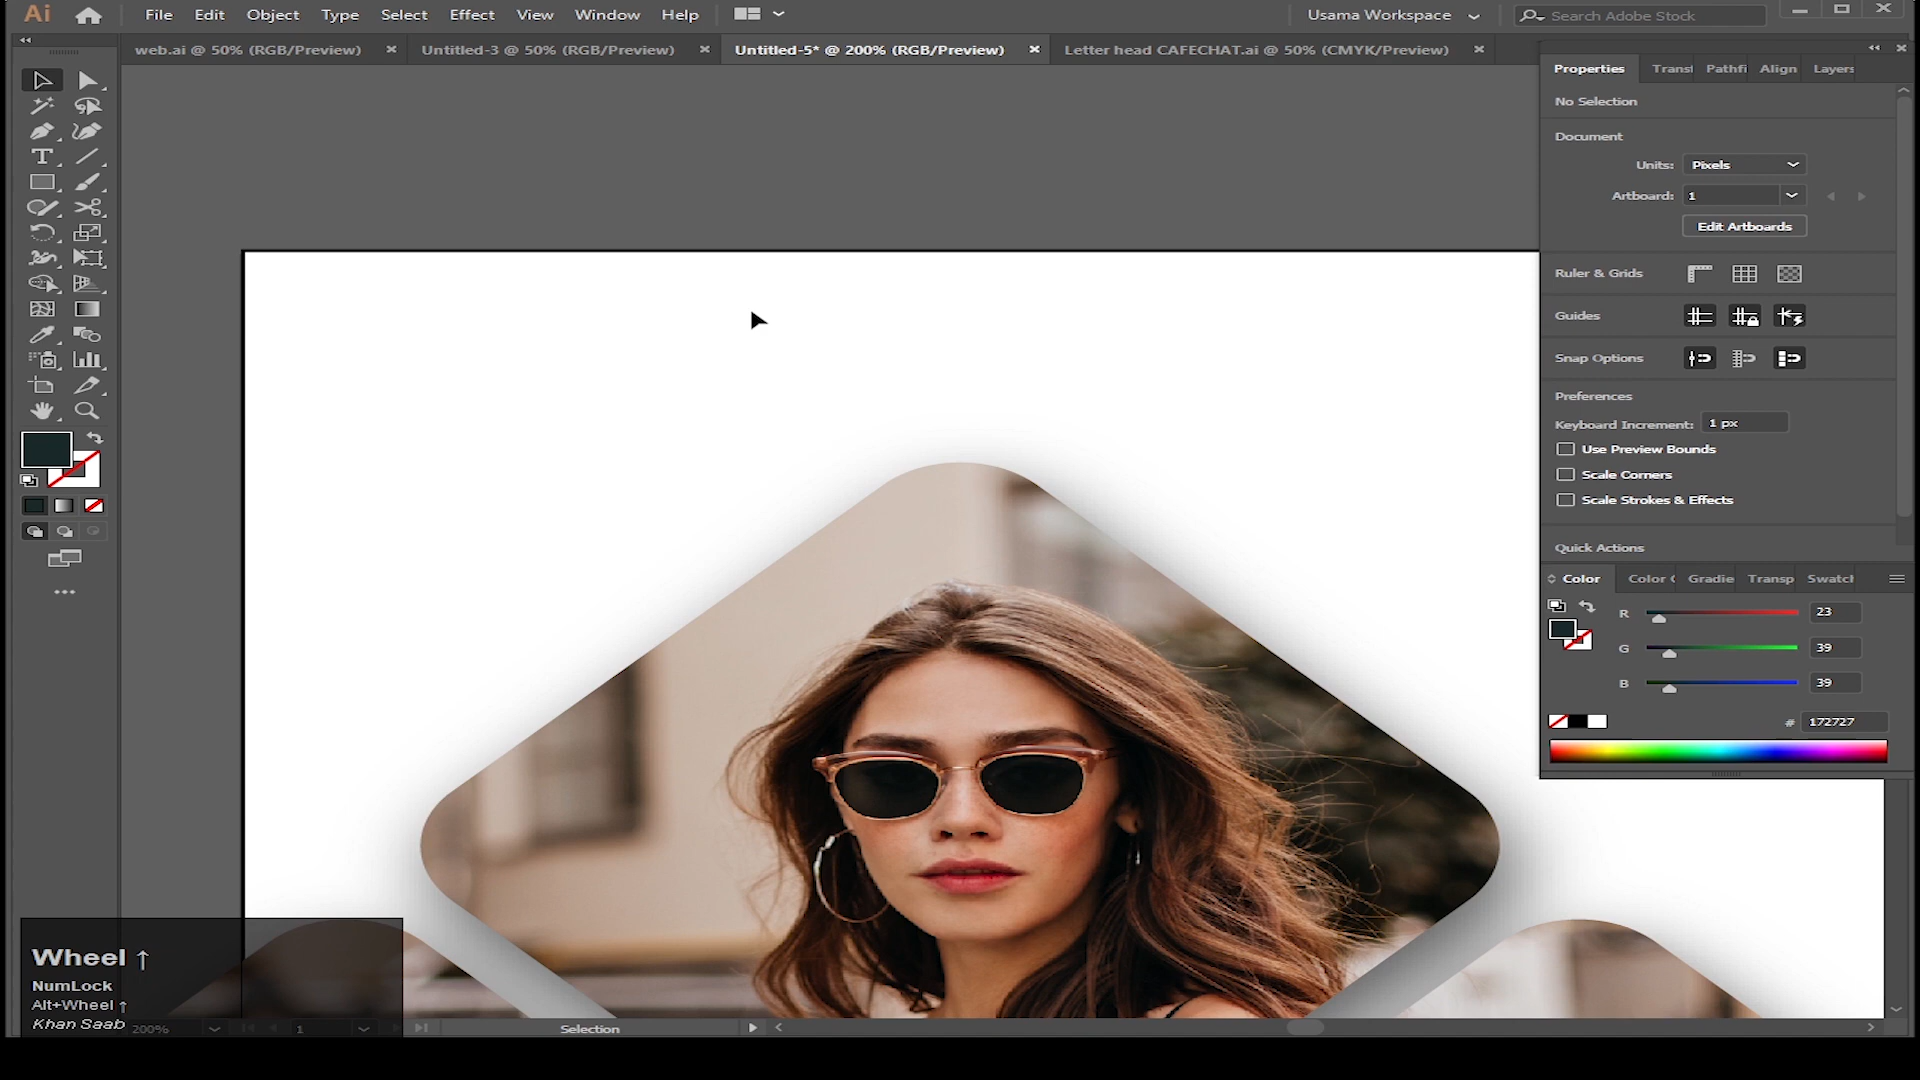 Ai File Edit Object Type Select Effect View Window Help Usama Workspace Search Adobe Stock
web.ai @ 50% (RGB/Preview) Untitled-3 @ 50% (RGB/Preview) Untitled-5* @ 200% (RGB/Preview) Letter head CAFECHAT.ai @ 50% (CMYK/Preview)
Properties Transf Pathfi Align Layers
No Selection
Document
Units: Pixels
Artboard: 1
Edit Artboards
Ruler & Grids
Guides
Snap Options
Preferences
Keyboard Increment: 1 px
Use Preview Bounds
Scale Corners
Scale Strokes & Effects
Quick Actions
Color Color Gradie Transp Swatch
R 23
G 39
B 39
# 172727
Wheel ↑
NumLock
Alt+Wheel ↑
Khan Saab
200% 1 Selection